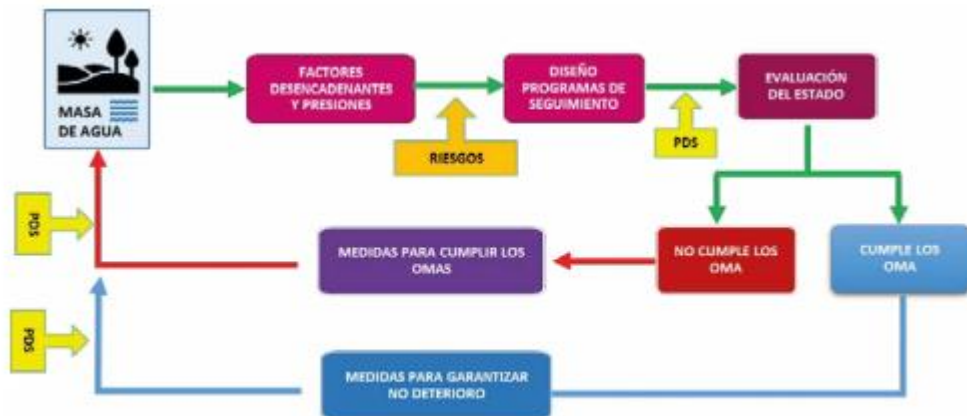 MASA
DE AGUA
FACTORES
DESENCADENANTES
Y PRESIONES
RIESGOS
DISEÑO
PROGRAMAS DE
SEGUIMIENTO
PDS
EVALUACIÓN
DEL ESTADO
PDS
MEDIDAS PARA CUMPLIR LOS
OMAS
NO CUMPLE LOS
OMA
CUMPLE LOS
OMA
PDS
MEDIDAS PARA GARANTIZAR
NO DETERIORO